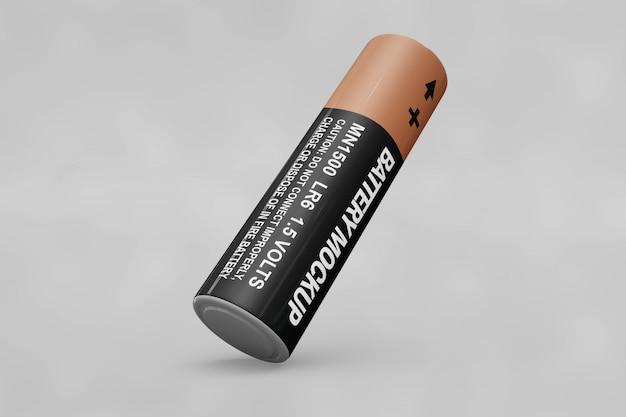 +
BATTERY MOCKUP
MN1500 LR6 1.5 VOLTS
CAUTION: DO NOT CONNECT IMPROPERLY,
CHARGE OR DISPOSE OF IN FIRE BATTERY,